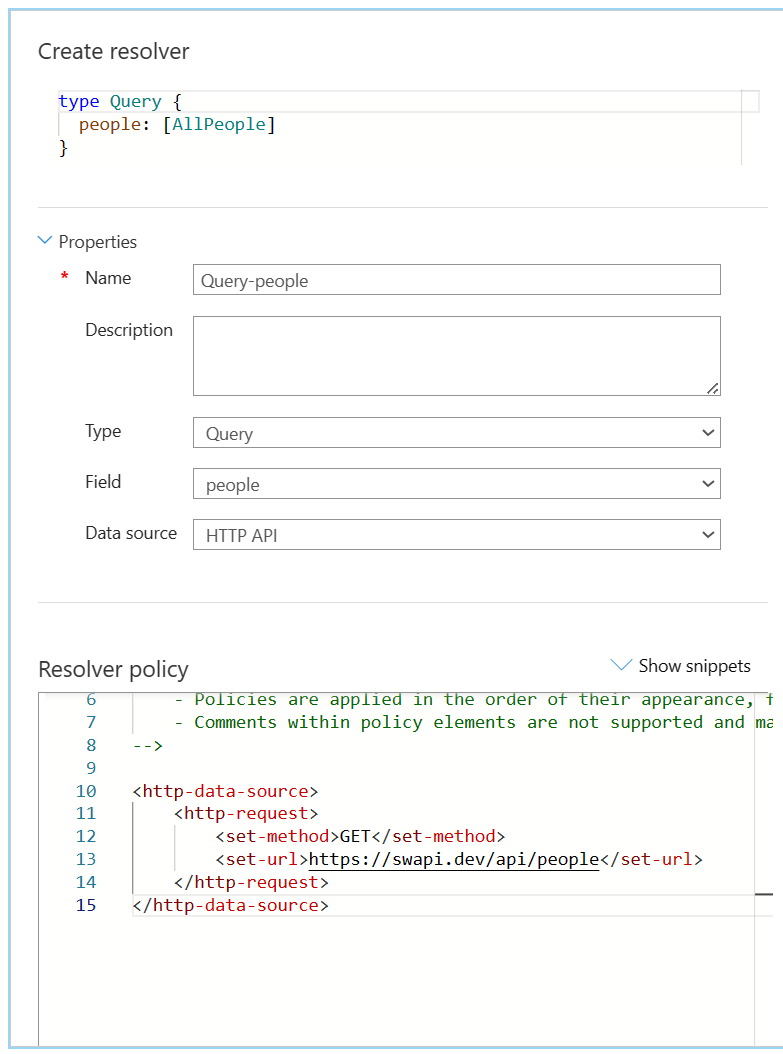 Create resolver
type Query {
people: [AllPeople]
}
Properties
* Name
Query-people
Description
Type
Query
Field
people
Data source
HTTP API
Resolver policy
Show snippets
6 - Policies are applied in the order of their appearance, f
7 - Comments within policy elements are not supported and ma
8 -->
9
10 <http-data-source>
11 <http-request>
12 <set-method>GET</set-method>
13 <set-url>https://swapi.dev/api/people</set-url>
14 </http-request>
15 </http-data-source>